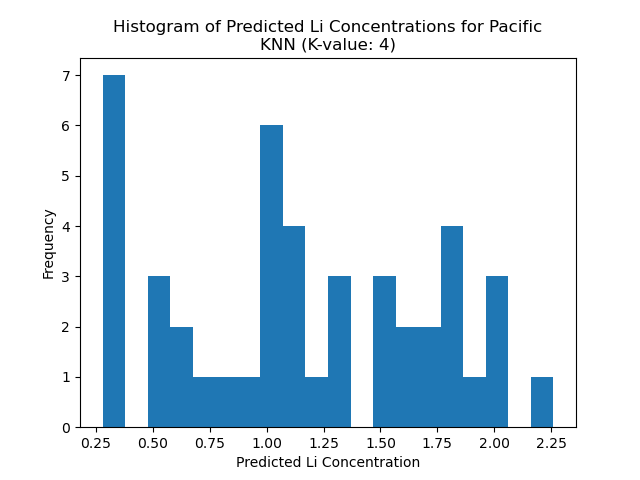 Histogram of Predicted Li Concentrations for Pacific
KNN (K-value: 4)
7
6
5
4
3
2
1
0
Frequency
0.25 0.50 0.75 1.00 1.25 1.50 1.75 2.00 2.25
Predicted Li Concentration